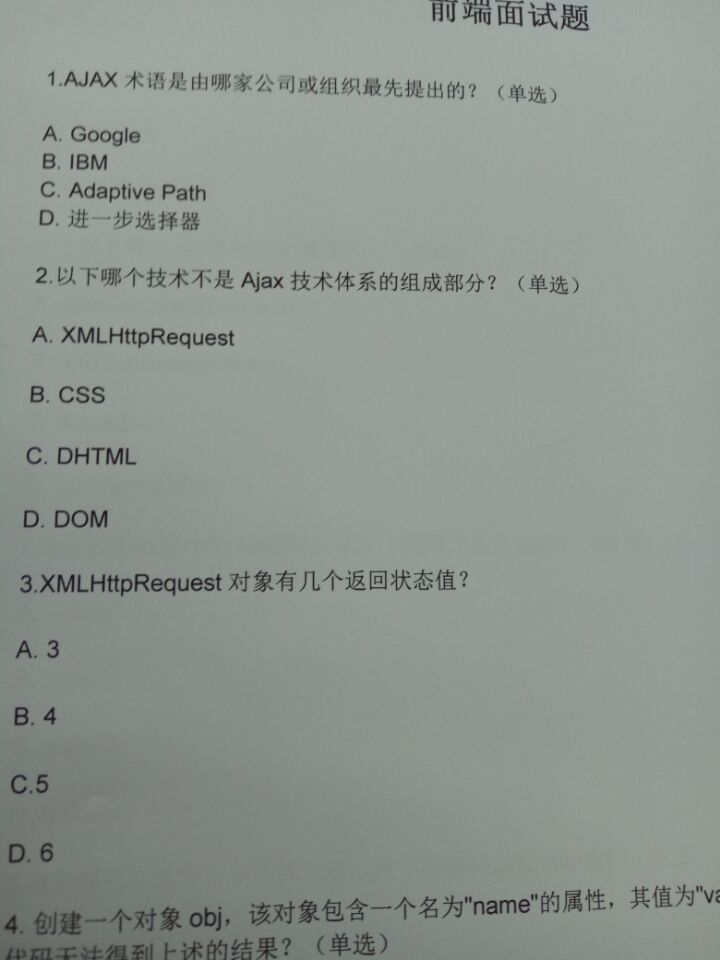 前端面试题
1.AJAX 术语是由哪家公司或组织最先提出的？（单选）
A. Google
B. IBM
C. Adaptive Path
D. 进一步选择器
2.以下哪个技术不是 Ajax 技术体系的组成部分？（单选）
A. XMLHttpRequest
B. CSS
C. DHTML
D. DOM
3.XMLHttpRequest 对象有几个返回状态值？
A. 3
B. 4
C.5
D. 6
4. 创建一个对象 obj，该对象包含一个名为"name"的属性，其值为"va
代码无法得到上述的结果？（单选）